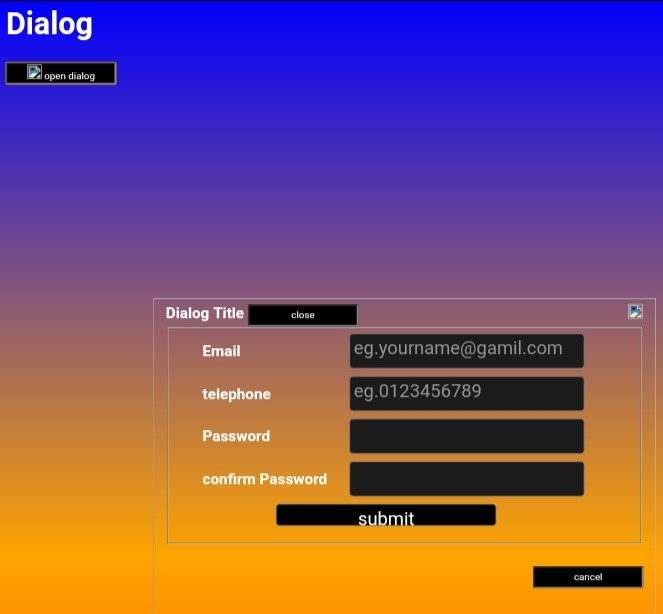 Dialog
open dialog
Dialog Title close
Email eg.yourname@gamil.com
telephone eg.0123456789
Password
confirm Password
submit
cancel